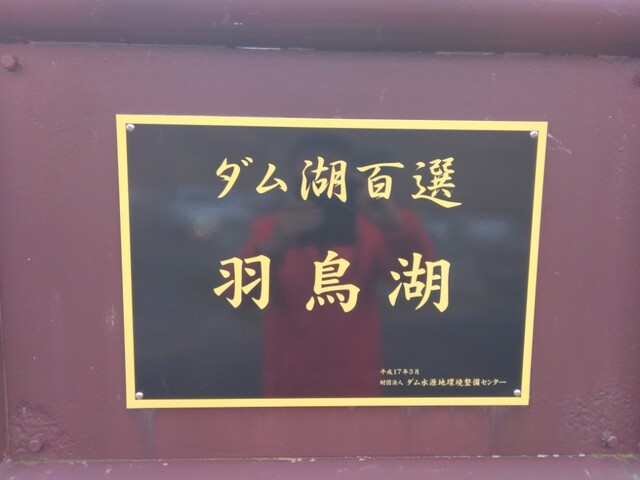 ダム湖百選
羽鳥湖
平成17年3月
財団法人 ダム水源地環境整備センター